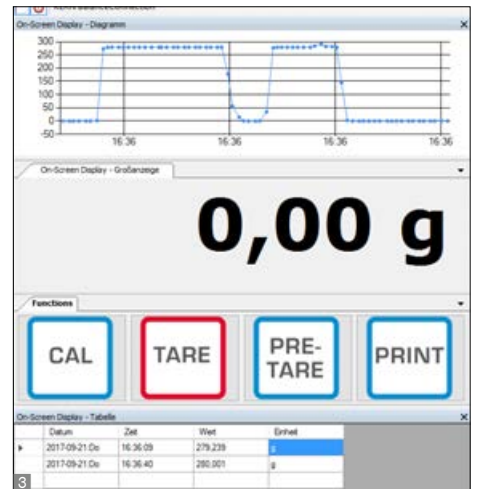 KERN BalanceConnection
On-Screen Display - Diagramm
300
250
200
150
100
50
0
-50
16:36 16:36 16:36 16:36
On-Screen Display - Großanzeige
0,00 g
Functions
CAL TARE PRE-TARE PRINT
On-Screen Display - Tabelle
Datum Zeit Wert Einheit
2017-09-21:Do 16:36:09 279,239 g
2017-09-21:Do 16:36:40 280,001 g
3